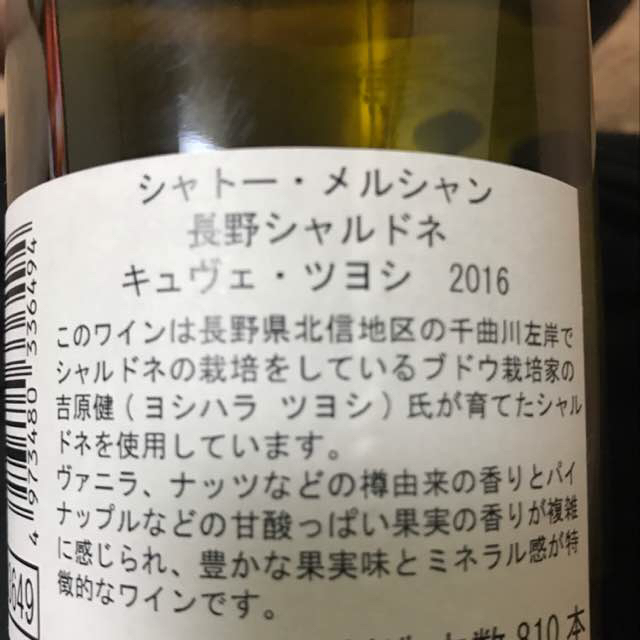 シャトー・メルシャン
長野シャルドネ
キュヴェ・ツヨシ 2016
このワインは長野県北信地区の千曲川左岸で
シャルドネの栽培をしているブドウ栽培家の
吉原健（ヨシハラ ツヨシ）氏が育てたシャル
ドネを使用しています。
ヴァニラ、ナッツなどの樽由来の香りとパイ
ナップルなどの甘酸っぱい果実の香りが複雑
に感じられ、豊かな果実味とミネラル感が特
徴的なワインです。
数 810 本
4 973480 336494
649